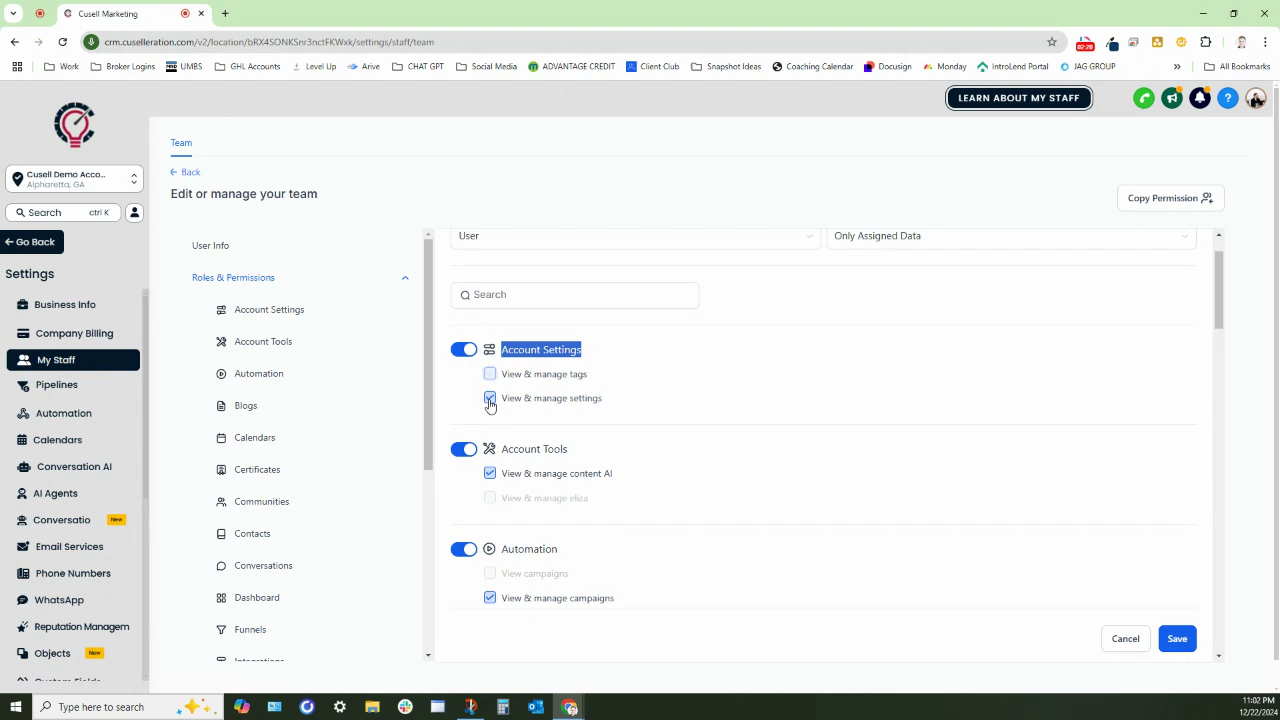 Cusell Marketing
crm.cuselleration.com/v2/location/bRX4SONKSnr3nctFKWxk/settings/staff/team
02:20
Work
Broker Logins
UMBS
GHL Accounts
Level Up
Arive
CHAT GPT
Social Media
ADVANTAGE CREDIT
Client Club
Snapshot Ideas
Coaching Calendar
Docusign
Monday
IntroLend Portal
JAG GROUP
All Bookmarks
LEARN ABOUT MY STAFF
Cusell Demo Acco...
Alpharetta, GA
Search ctrl K
Go Back
Settings
Business Info
Company Billing
My Staff
Pipelines
Automation
Calendars
Conversation AI
AI Agents
Conversatio New
Email Services
Phone Numbers
WhatsApp
Reputation Managem
Objects New
Custom Fields
Team
Back
Edit or manage your team
Copy Permission
User Info
Roles & Permissions
Account Settings
Account Tools
Automation
Blogs
Calendars
Certificates
Communities
Contacts
Conversations
Dashboard
Funnels
Integrations
User
Only Assigned Data
Search
Account Settings
View & manage tags
View & manage settings
Account Tools
View & manage content AI
View & manage eliza
Automation
View campaigns
View & manage campaigns
Cancel
Save
Type here to search
11:02 PM
12/22/2024